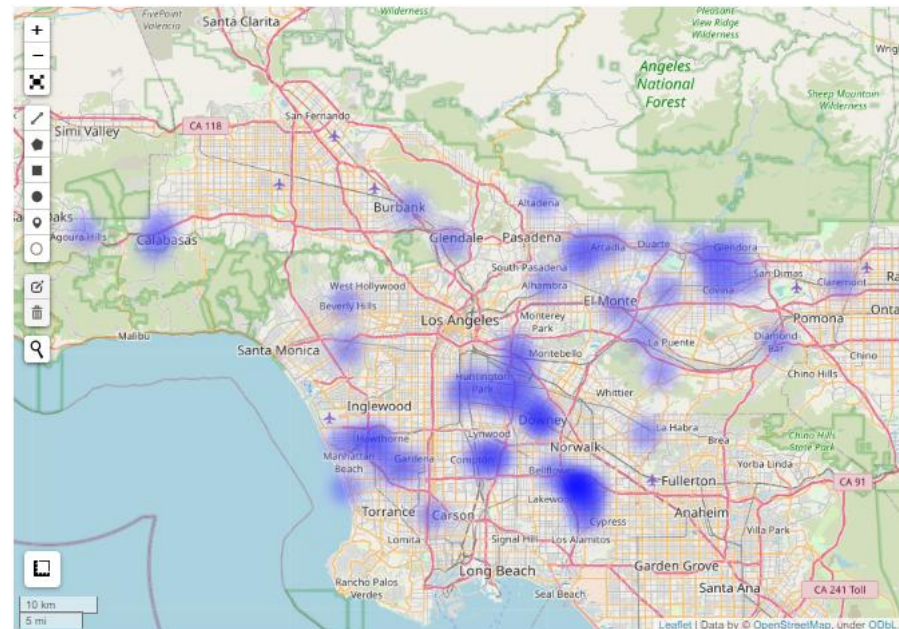 FivePoint
Valencia
Santa Clarita
Wilderness
Pleasant
View Ridge
Wilderness
+
−
Angeles
National
Forest
Sheep Mountain
Wilderness
San Fernando
CA 118
Simi Valley
Oaks
Agoura Hills
Calabasas
Burbank
Altadena
Glendale
Pasadena
Arcadia
Duarte
Glendora
South Pasadena
San Dimas
Claremont
West Hollywood
Beverly Hills
Alhambra
El Monte
Covina
Los Angeles
Monterey
Park
Pomona
Onta
Malibu
Santa Monica
Montebello
La Puente
Diamond
Bar
Chino
Huntington
Park
Whittier
Chino Hills
Inglewood
Downey
Hawthorne
Lynwood
Norwalk
La Habra
Brea
Chino Hills
State Park
Manhattan
Beach
Gardena
Compton
Bellflower
Yorba Linda
Fullerton
CA 91
Torrance
Carson
Lakewood
Cypress
Anaheim
Villa Park
Lomita
Signal Hill
Los Alamitos
Long Beach
Garden Grove
Rancho Palos
Verdes
Seal Beach
Santa Ana
CA 241 Toll
10 km
5 mi
Leaflet | Data by © OpenStreetMap, under ODbL